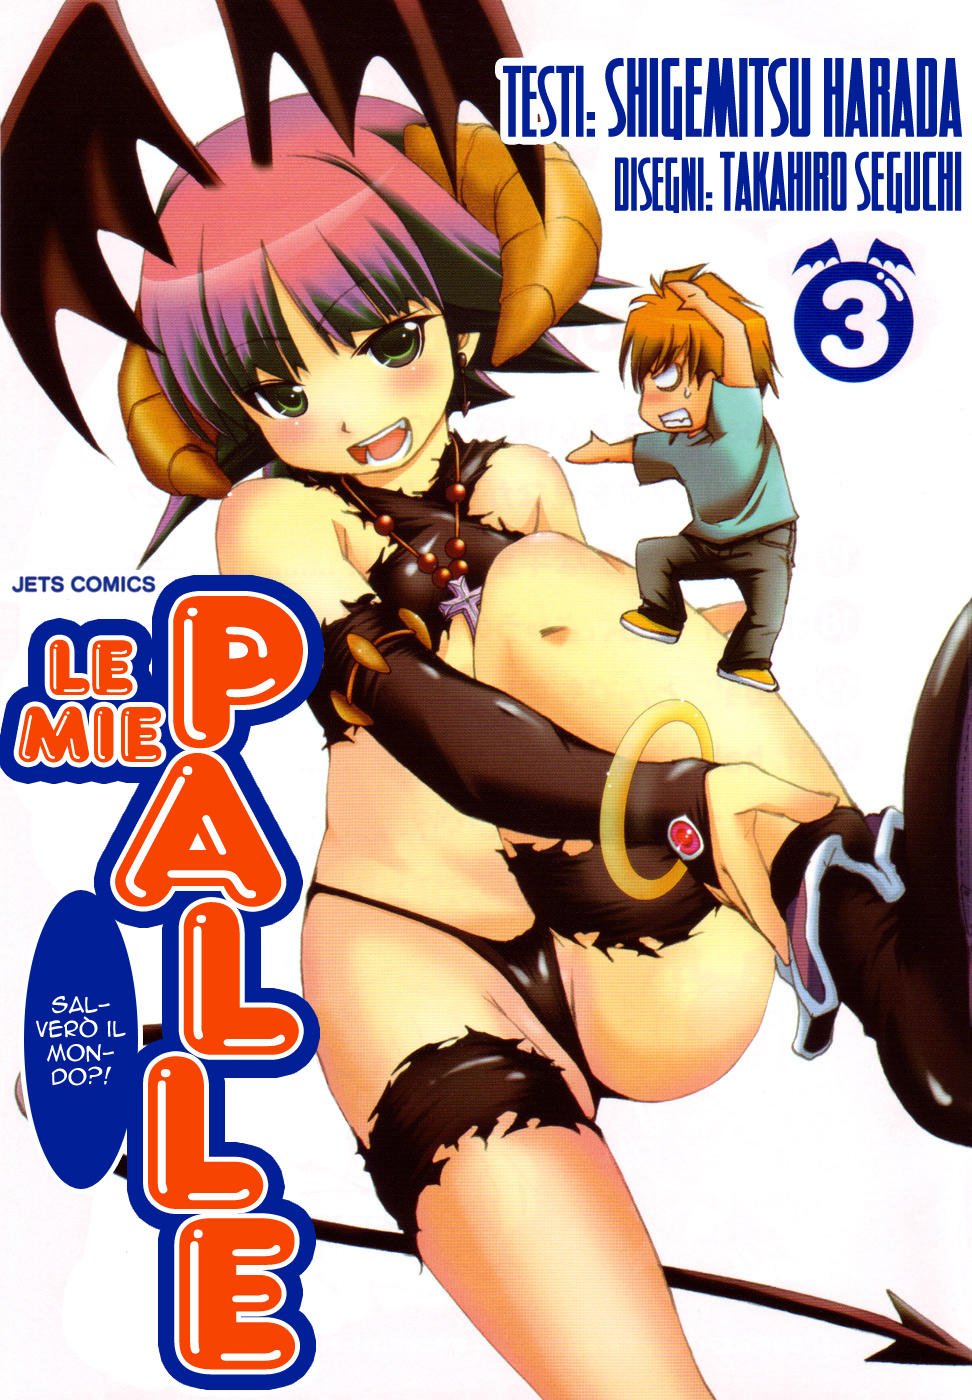 TESTI: SHIGEMITSU HARADA
DISEGNI: TAKAHIRO SEGUCHI
3
JETS COMICS
LE
MIE
PALLE
SAL-
VERÒ IL
MON-
DO?!